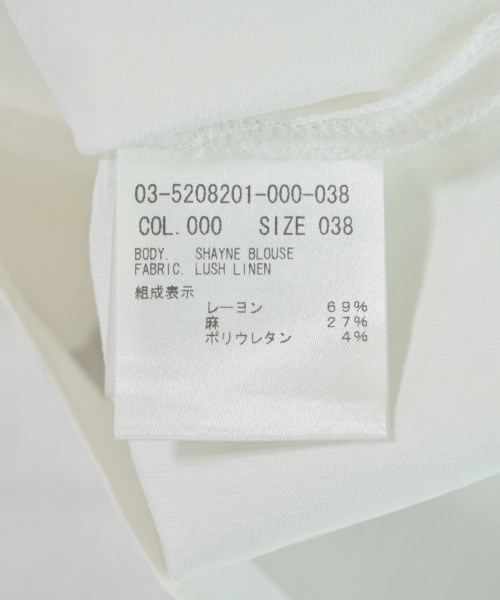 03-5208201-000-038
COL.000 SIZE 038
BODY. SHAYNE BLOUSE
FABRIC. LUSH LINEN
組成表示
レーヨン 69%
麻 27%
ポリウレタン 4%